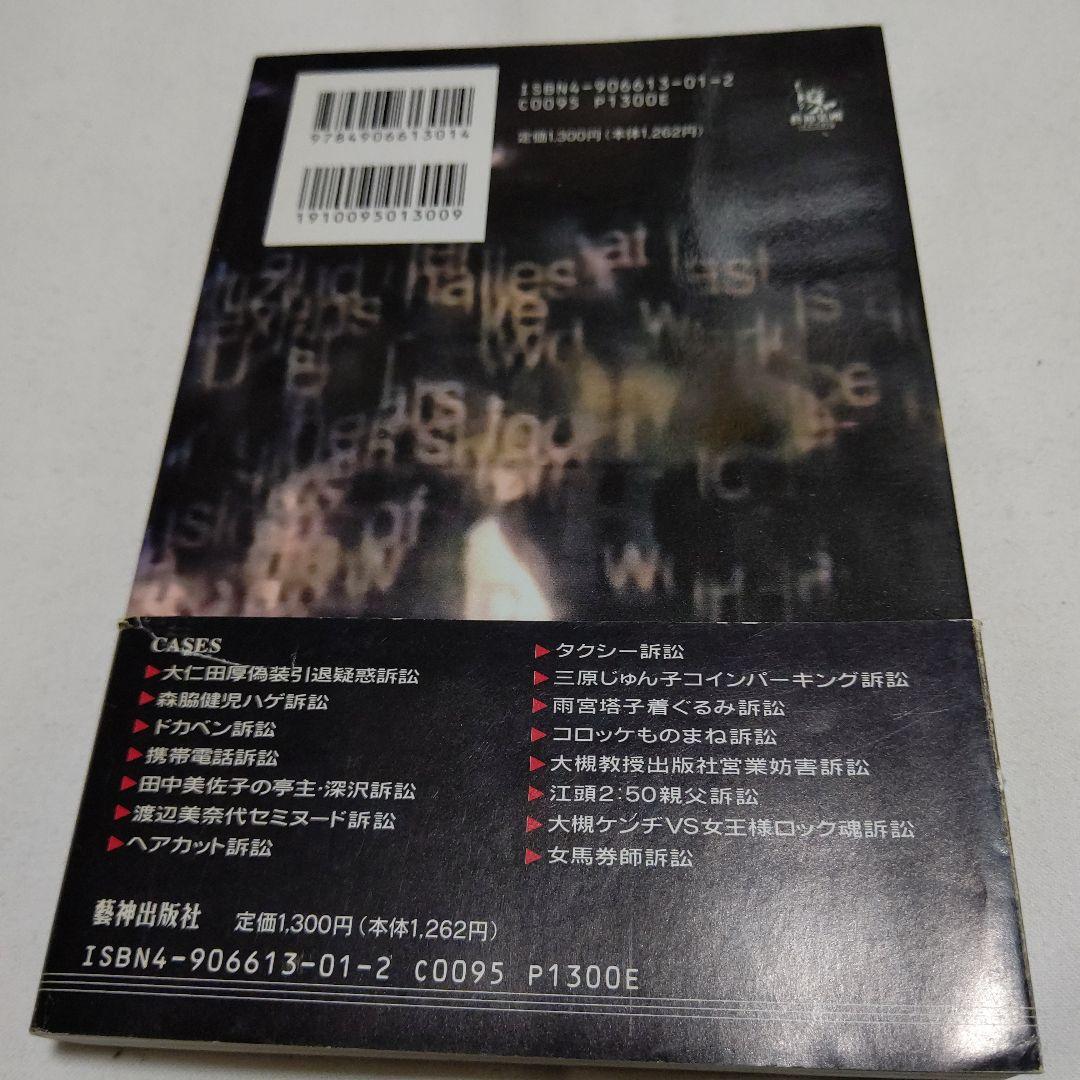 ISBN4-906613-01-2
C0095 P1300E
定価1,300円(本体1,262円)
9784906613014
1910095013009
at last
have
is
of
CASES
▶大仁田厚偽装引退疑惑訴訟
▶森脇健児ハゲ訴訟
▶ドカベン訴訟
▶携帯電話訴訟
▶田中美佐子の亭主・深沢訴訟
▶渡辺美奈代セミヌード訴訟
▶ヘアカット訴訟
▶タクシー訴訟
▶三原じゅん子コインパーキング訴訟
▶雨宮塔子着ぐるみ訴訟
▶コロッケものまね訴訟
▶大槻教授出版社営業妨害訴訟
▶江頭2:50親父訴訟
▶大槻ケンヂVS女王様ロック魂訴訟
▶女馬券師訴訟
藝神出版社 定価1,300円(本体1,262円)
ISBN4-906613-01-2 C0095 P1300E